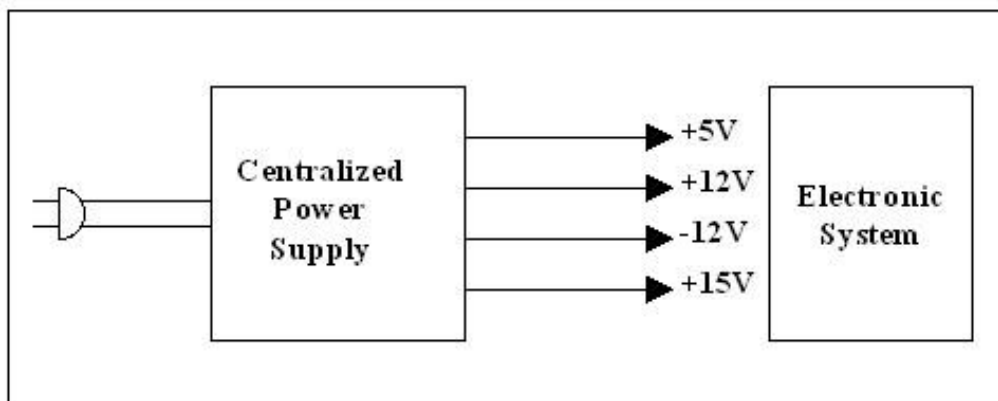 Centralized
Power
Supply
+5V
+12V
-12V
+15V
Electronic
System